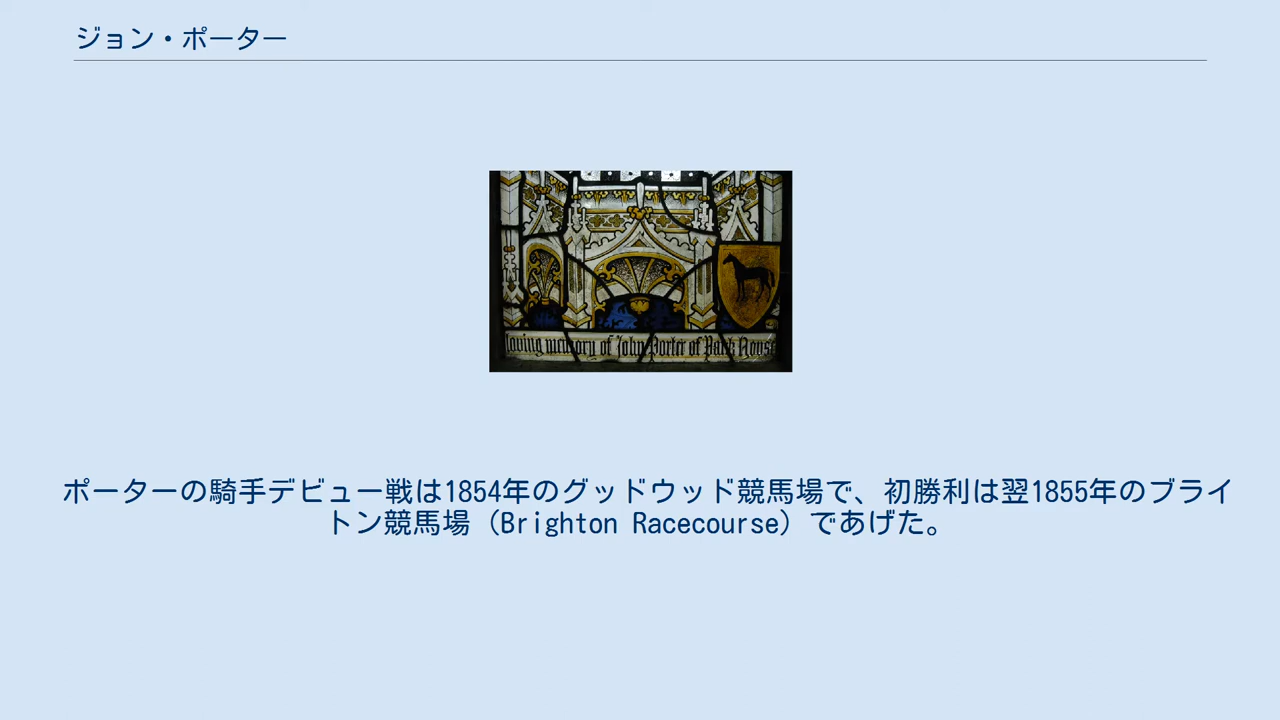 ジョン・ポーター
loving memory of John Porter of Park House
ポーターの騎手デビュー戦は1854年のグッドウッド競馬場で、初勝利は翌1855年のブライ
トン競馬場（Brighton Racecourse）であげた。